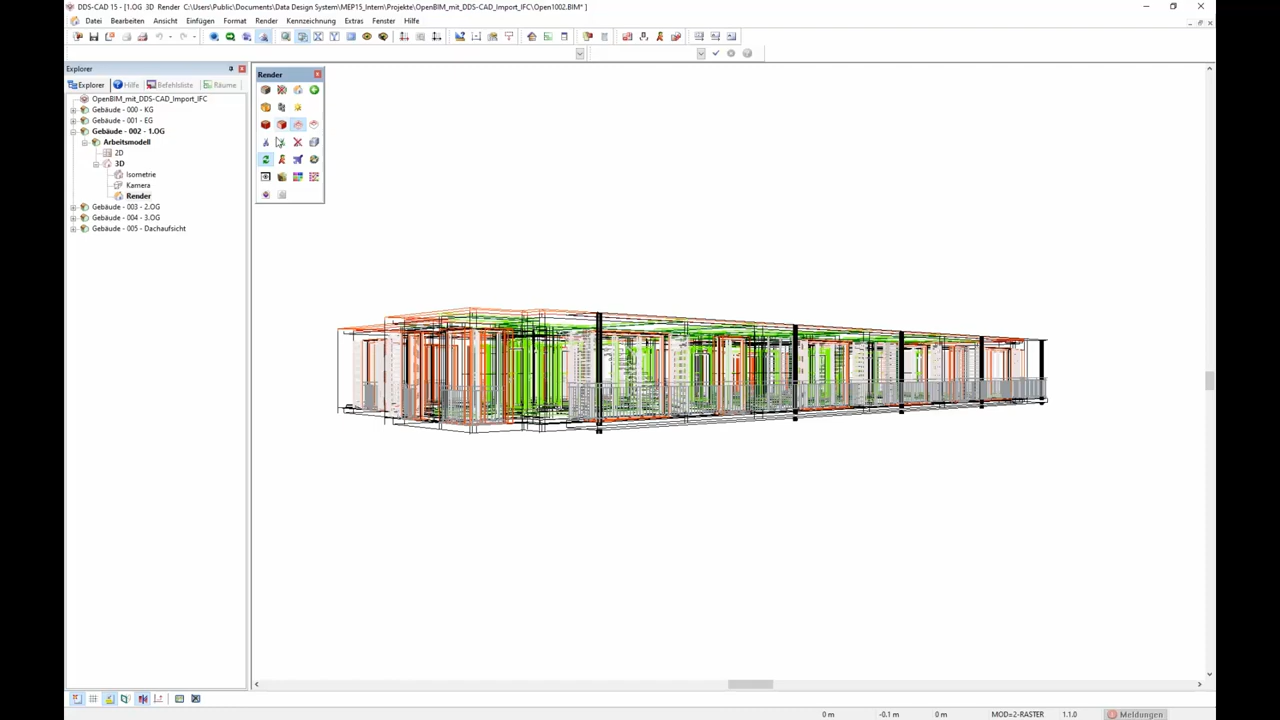 DDS-CAD 15 - [1.OG 3D Render C:\Users\Public\Documents\Data Design System\MEP15_Intern\Projekte\OpenBIM_mit_DDS-CAD_Import_IFC\Open1002.BIM* ]
Datei Bearbeiten Ansicht Einfügen Format Render Kennzeichnung Extras Fenster Hilfe
Explorer
Explorer Hilfe Befehlsliste Räume
OpenBIM_mit_DDS-CAD_Import_IFC
Gebäude - 000 - KG
Gebäude - 001 - EG
Gebäude - 002 - 1.OG
Arbeitsmodell
2D
3D
Isometrie
Kamera
Render
Gebäude - 003 - 2.OG
Gebäude - 004 - 3.OG
Gebäude - 005 - Dachaufsicht
Render
0 m -0.1 m 0 m MOD=2-RASTER 1.1.0 Meldungen